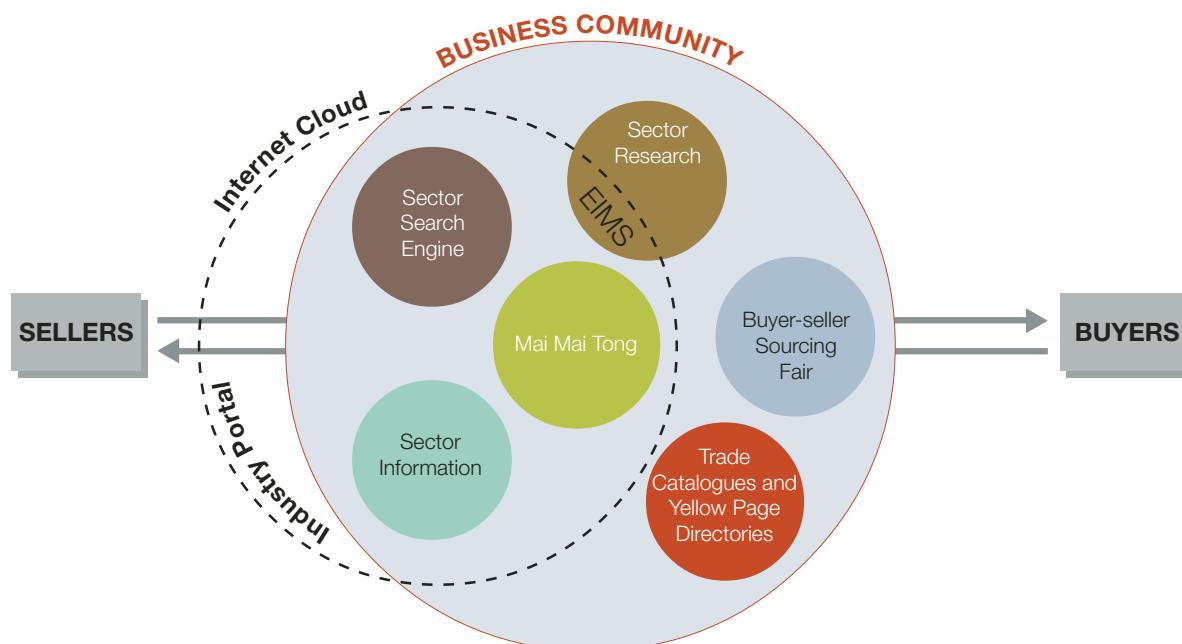 BUSINESS COMMUNITY
Internet Cloud
Sector
Research
EIMS
Sector
Search
Engine
SELLERS
Mai Mai Tong
Buyer-seller
Sourcing
Fair
BUYERS
Industry Portal
Sector
Information
Trade
Catalogues and
Yellow Page
Directories